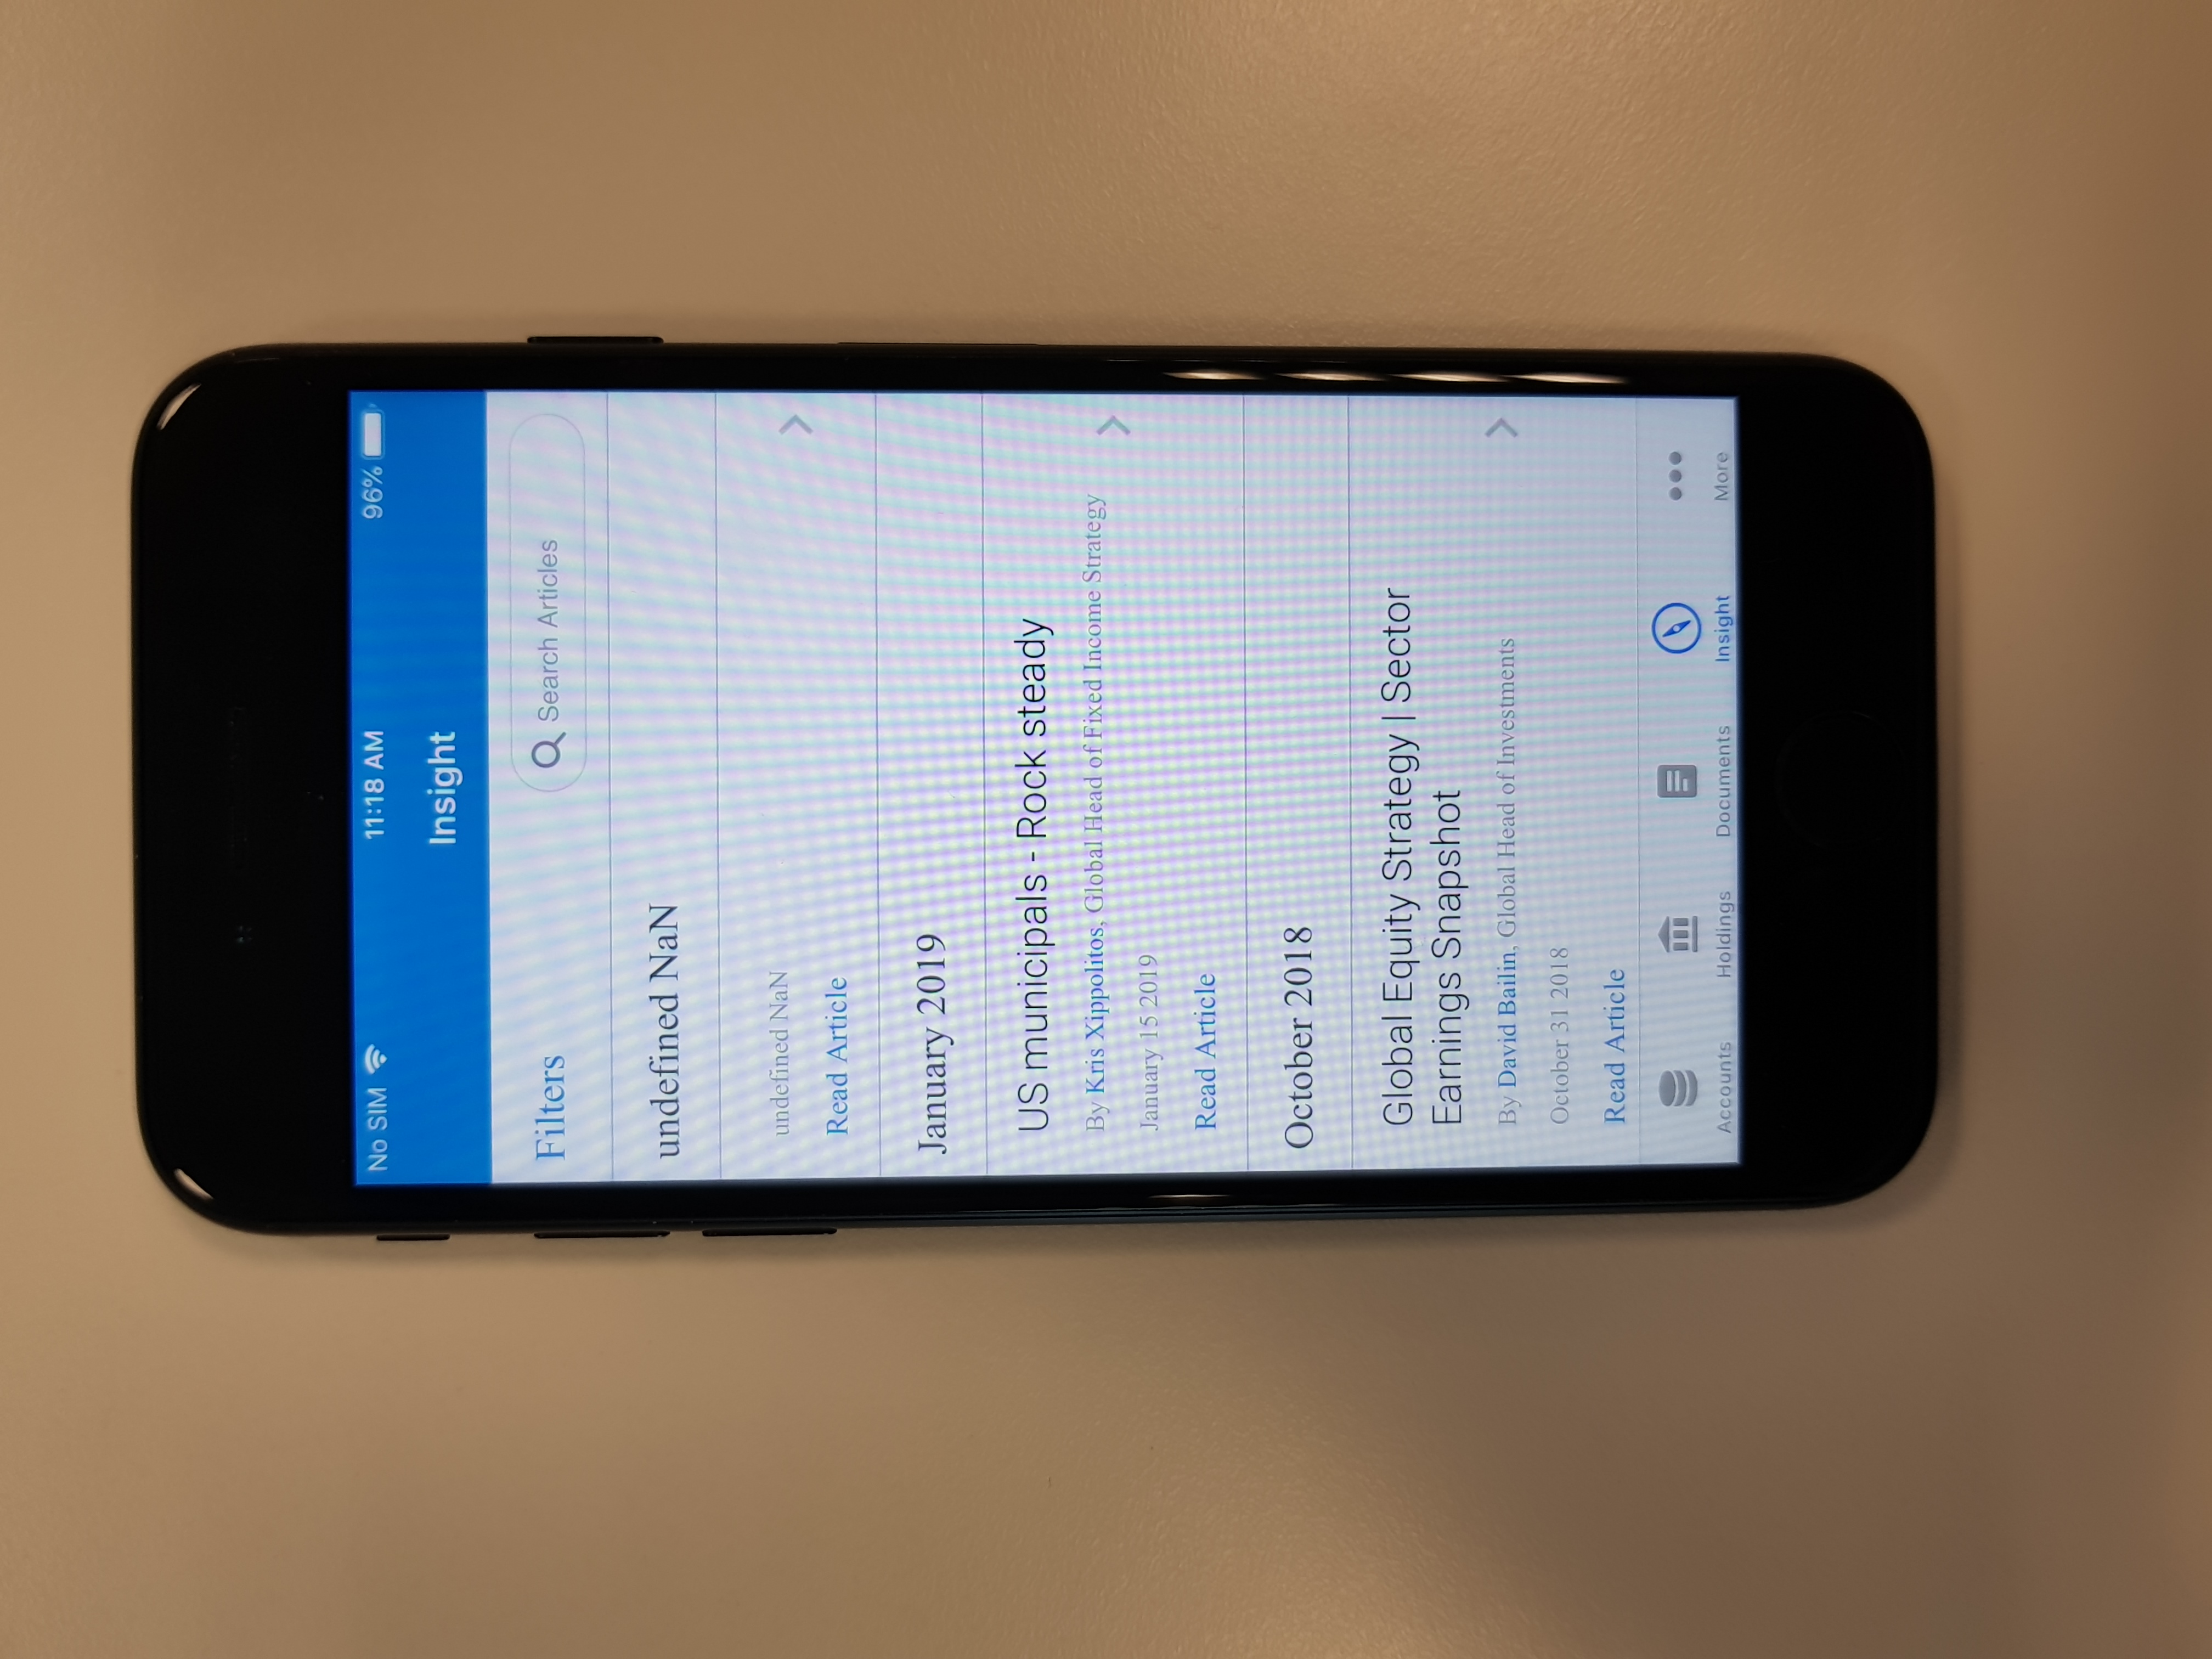 No SIM 11:18 AM 96%
Insight
Filters Search Articles
undefined NaN
undefined NaN
Read Article
January 2019
US municipals - Rock steady
By Kris Xippolitos, Global Head of Fixed Income Strategy
January 15 2019
Read Article
October 2018
Global Equity Strategy | Sector
Earnings Snapshot
By David Bailin, Global Head of Investments
October 31 2018
Read Article
Accounts Holdings Documents Insight More